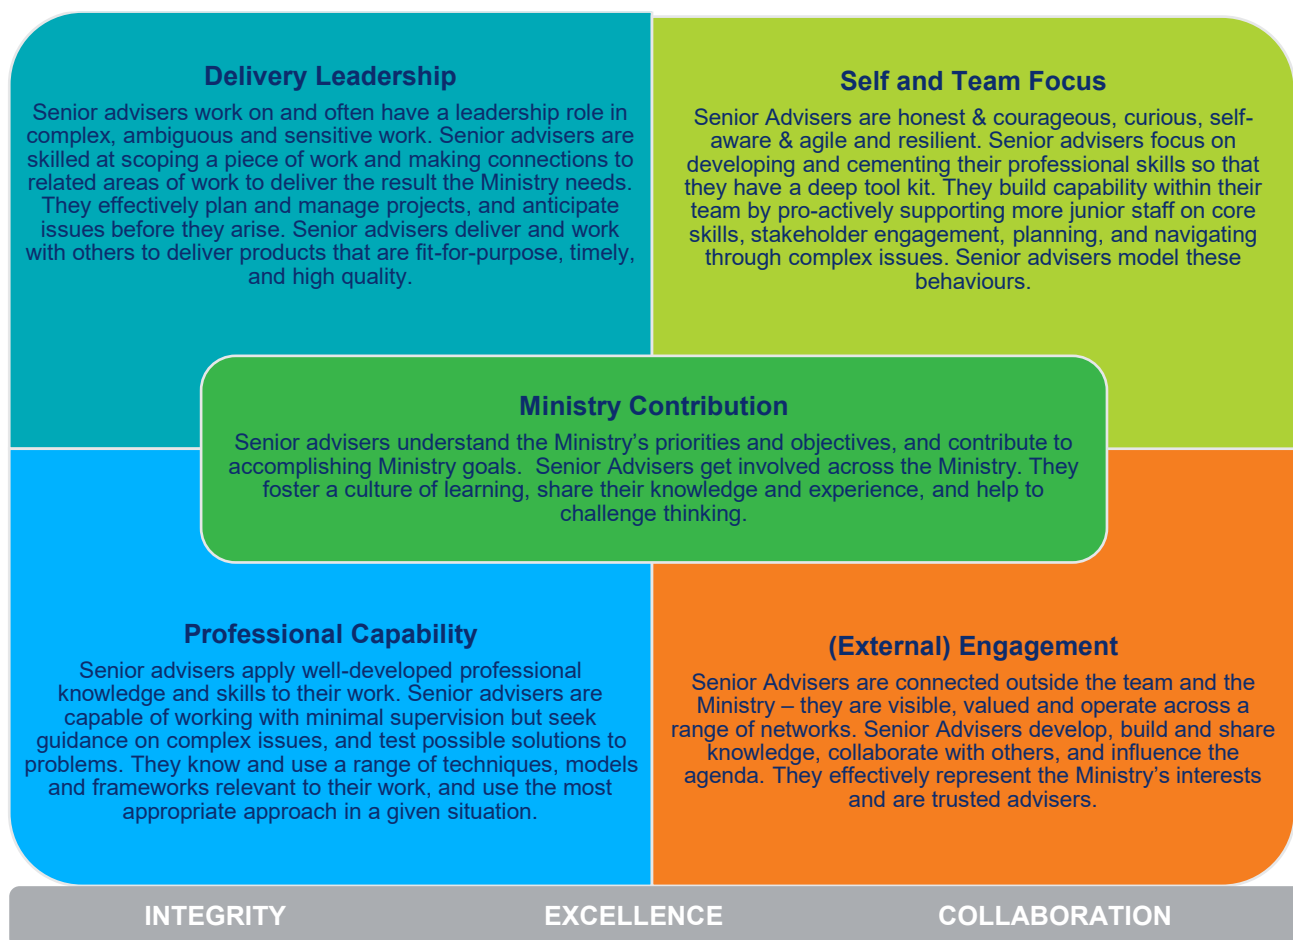 Delivery Leadership
Senior advisers work on and often have a leadership role in
complex, ambiguous and sensitive work. Senior advisers are
skilled at scoping a piece of work and making connections to
related areas of work to deliver the result the Ministry needs.
They effectively plan and manage projects, and anticipate
issues before they arise. Senior advisers deliver and work
with others to deliver products that are fit-for-purpose, timely,
and high quality.
Self and Team Focus
Senior Advisers are honest & courageous, curious, self-
aware & agile and resilient. Senior advisers focus on
developing and cementing their professional skills so that
they have a deep tool kit. They build capability within their
team by pro-actively supporting more junior staff on core
skills, stakeholder engagement, planning, and navigating
through complex issues. Senior advisers model these
behaviours.
Ministry Contribution
Senior advisers understand the Ministry’s priorities and objectives, and contribute to
accomplishing Ministry goals.  Senior Advisers get involved across the Ministry. They
foster a culture of learning, share their knowledge and experience, and help to
challenge thinking.
Professional Capability
Senior advisers apply well-developed professional
knowledge and skills to their work. Senior advisers are
capable of working with minimal supervision but seek
guidance on complex issues, and test possible solutions to
problems. They know and use a range of techniques, models
and frameworks relevant to their work, and use the most
appropriate approach in a given situation.
(External) Engagement
Senior Advisers are connected outside the team and the
Ministry – they are visible, valued and operate across a
range of networks. Senior Advisers develop, build and share
knowledge, collaborate with others, and influence the
agenda. They effectively represent the Ministry’s interests
and are trusted advisers.
INTEGRITY EXCELLENCE COLLABORATION